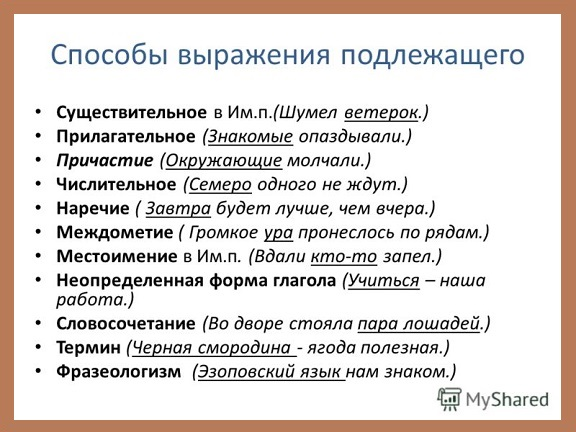 Способы выражения подлежащего
• Существительное в Им.п.(Шумел ветерок.)
• Прилагательное (Знакомые опаздывали.)
• Причастие (Окружающие молчали.)
• Числительное (Семеро одного не ждут.)
• Наречие ( Завтра будет лучше, чем вчера.)
• Междометие ( Громкое ура пронеслось по рядам.)
• Местоимение в Им.п. (Вдали кто-то запел.)
• Неопределенная форма глагола (Учиться – наша
работа.)
• Словосочетание (Во дворе стояла пара лошадей.)
• Термин (Черная смородина - ягода полезная.)
• Фразеологизм (Эзоповский язык нам знаком.)
MyShared